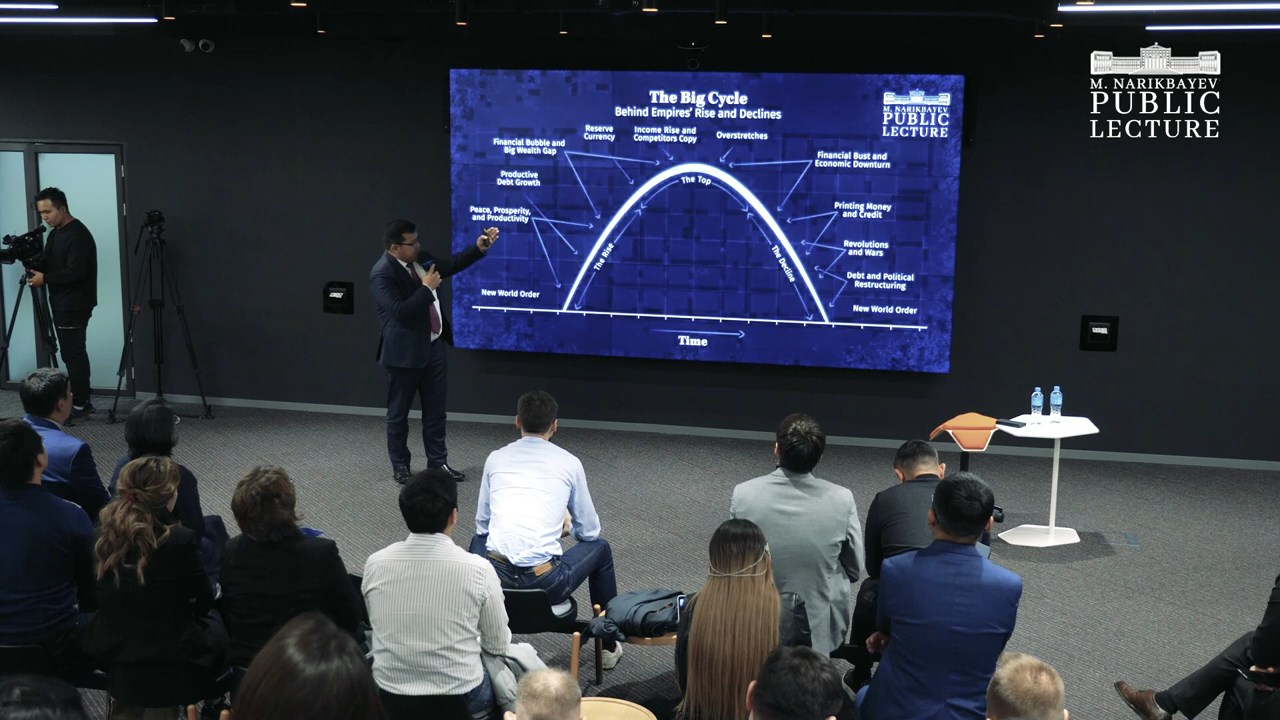 M. NARIKBAYEV
PUBLIC
LECTURE
The Big Cycle
Behind Empires' Rise and Declines
M. NARIKBAYEV
PUBLIC
LECTURE
Reserve
Currency
Income Rise and
Competitors Copy
Overstretches
Financial Bubble and
Big Wealth Gap
Financial Bust and
Economic Downturn
Productive
Debt Growth
The Top
Peace, Prosperity,
and Productivity
Printing Money
and Credit
The Rise
The Decline
Revolutions
and Wars
Debt and Political
Restructuring
New World Order
New World Order
Time